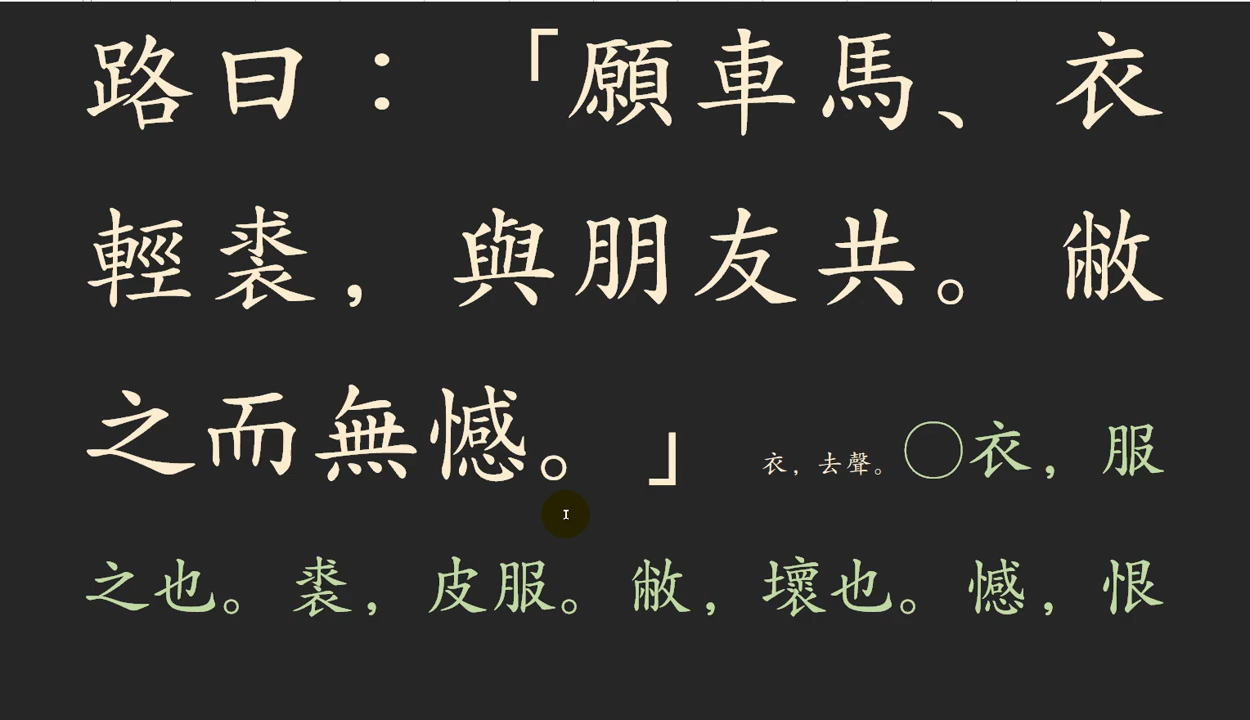 路曰：「願車馬、衣
輕裘，與朋友共。敝
之而無憾。」衣，去聲。○衣，服
之也。裘，皮服。敝，壞也。憾，恨